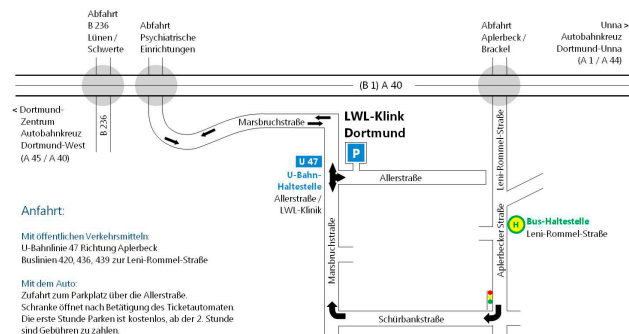 Abfahrt
B 236
Lünen /
Schwerte
Abfahrt
Psychiatrische
Einrichtungen
Abfahrt
Aplerbeck /
Brackel
Unna >
Autobahnkreuz
Dortmund-Unna
(A 1 / A 44)
(B 1) A 40
< Dortmund-
Zentrum
Autobahnkreuz
Dortmund-West
(A 45 / A 40)
B 236
Marsbruchstraße
LWL-Klink
Dortmund
P
U 47
U-Bahn-
Haltestelle
Allerstraße /
LWL-Klinik
Allerstraße
Leni-Rommel-Straße
Marsbruchstraße
Aplerbecker Straße
H
Bus-Haltestelle
Leni-Rommel-Straße
Schürbankstraße
Anfahrt:
Mit öffentlichen Verkehrsmitteln:
U-Bahnlinie 47 Richtung Aplerbeck
Buslinien 420, 436, 439 zur Leni-Rommel-Straße
Mit dem Auto:
Zufahrt zum Parkplatz über die Allerstraße.
Schranke öffnet nach Betätigung des Ticketautomaten.
Die erste Stunde Parken ist kostenlos, ab der 2. Stunde
sind Gebühren zu zahlen.